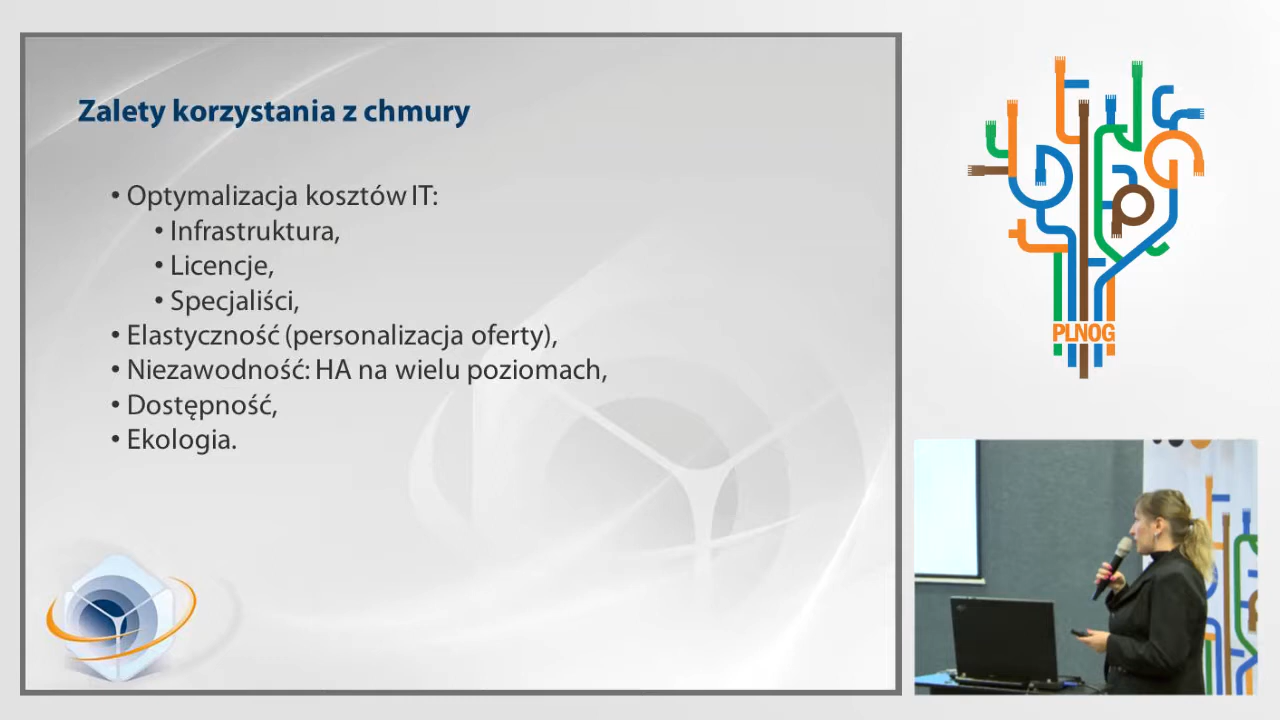 Zalety korzystania z chmury
• Optymalizacja kosztów IT:
• Infrastruktura,
• Licencje,
• Specjaliści,
• Elastyczność (personalizacja oferty),
• Niezawodność: HA na wielu poziomach,
• Dostępność,
• Ekologia.
PLNOG